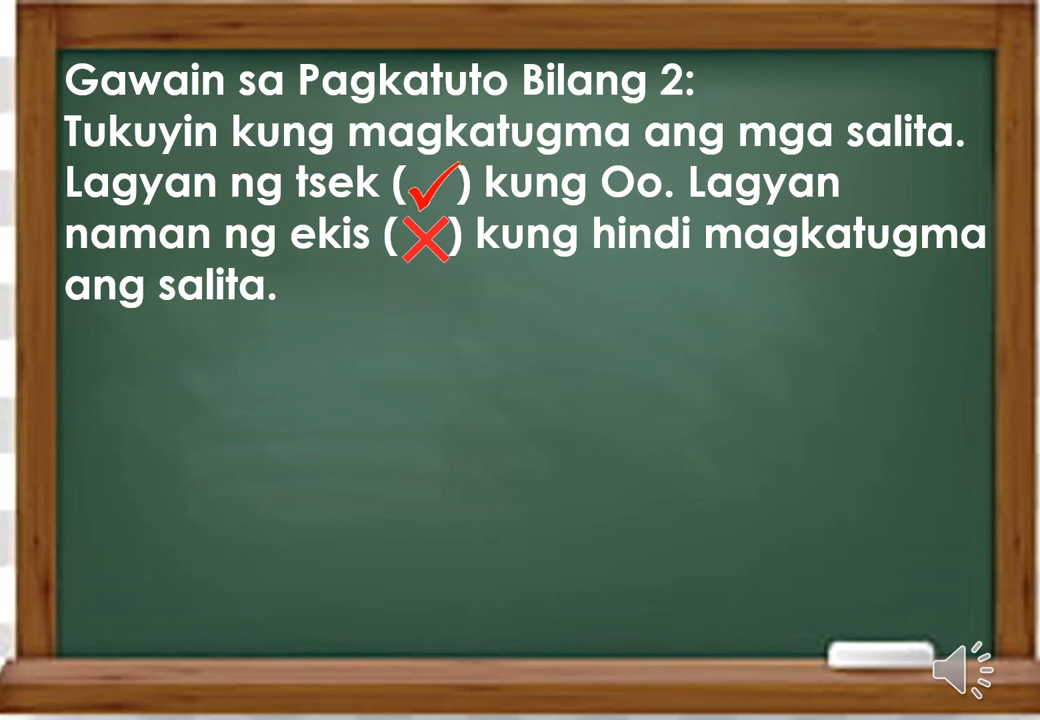 Gawain sa Pagkatuto Bilang 2:
Tukuyin kung magkatugma ang mga salita.
Lagyan ng tsek (✓) kung Oo. Lagyan
naman ng ekis (✗) kung hindi magkatugma
ang salita.